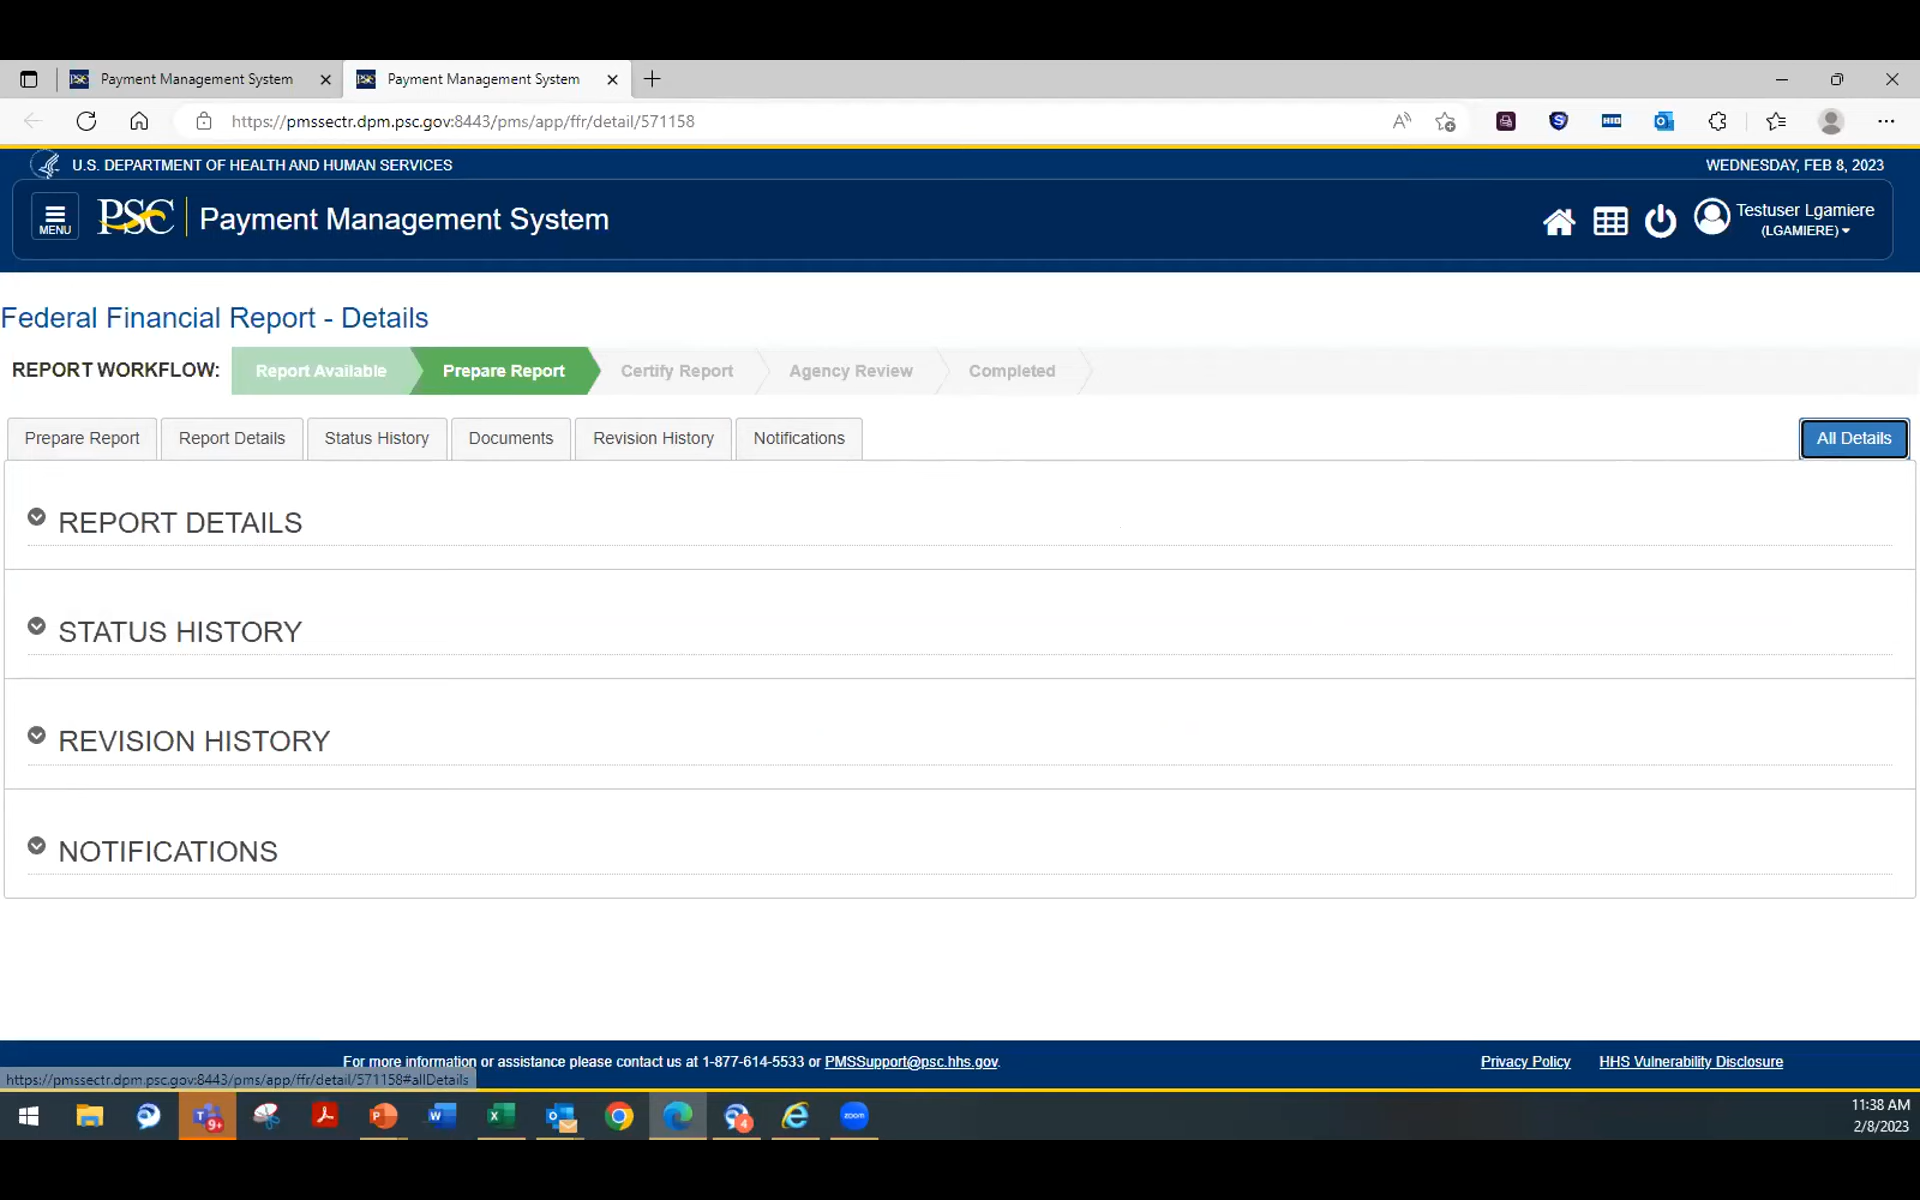 Payment Management System
Payment Management System
https://pmssectr.dpm.psc.gov:8443/pms/app/ffr/detail/571158
U.S. DEPARTMENT OF HEALTH AND HUMAN SERVICES
WEDNESDAY, FEB 8, 2023
MENU
PSC
Payment Management System
Testuser Lgamiere
(LGAMIERE)
Federal Financial Report - Details
REPORT WORKFLOW:
Report Available
Prepare Report
Certify Report
Agency Review
Completed
Prepare Report
Report Details
Status History
Documents
Revision History
Notifications
All Details
REPORT DETAILS
STATUS HISTORY
REVISION HISTORY
NOTIFICATIONS
For more information or assistance please contact us at 1-877-614-5533 or PMSSupport@psc.hhs.gov.
Privacy Policy
HHS Vulnerability Disclosure
https://pmssectr.dpm.psc.gov:8443/pms/app/ffr/detail/571158#allDetails
9+
4
zoom
11:38 AM
2/8/2023